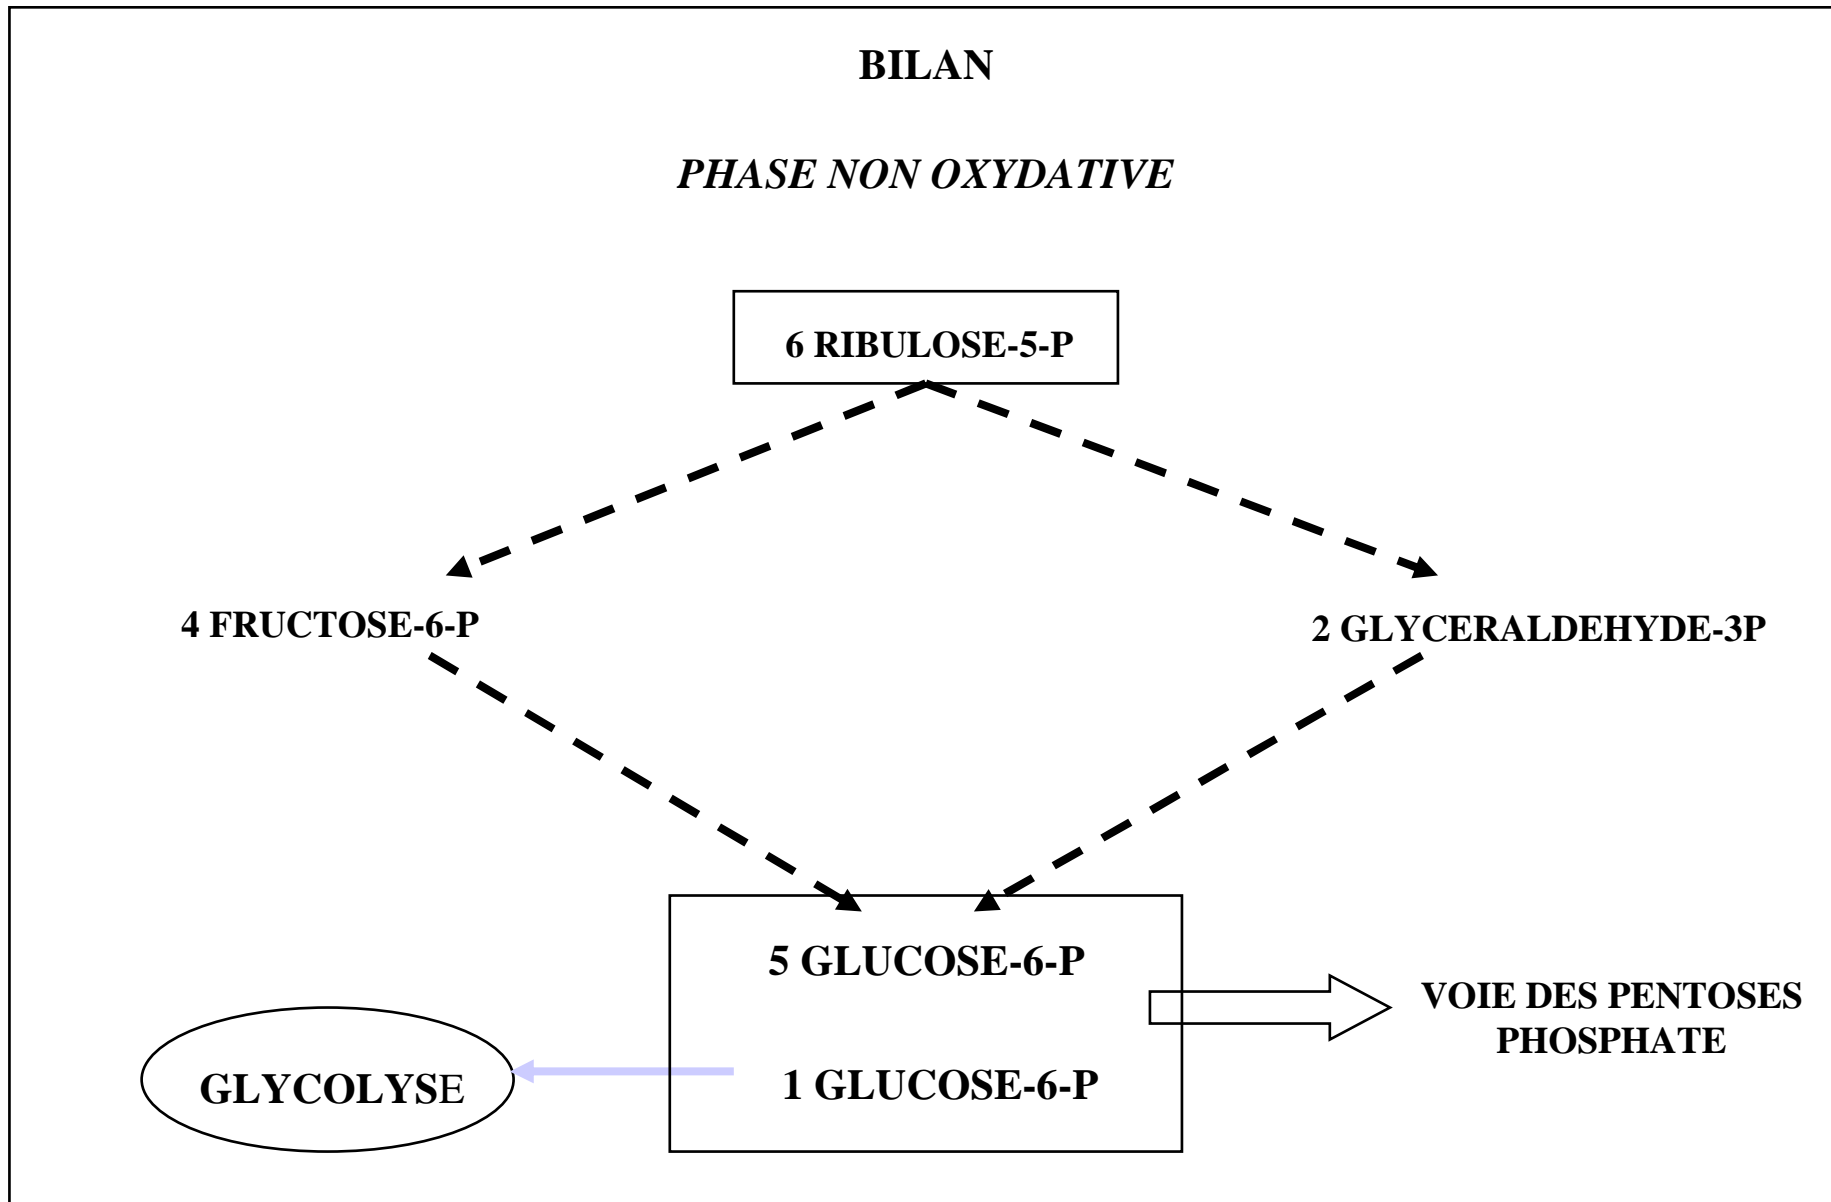 BILAN
PHASE NON OXYDATIVE
6 RIBULOSE-5-P
4 FRUCTOSE-6-P
2 GLYCERALDEHYDE-3P
5 GLUCOSE-6-P
VOIE DES PENTOSES
PHOSPHATE
GLYCOLYSE
1 GLUCOSE-6-P